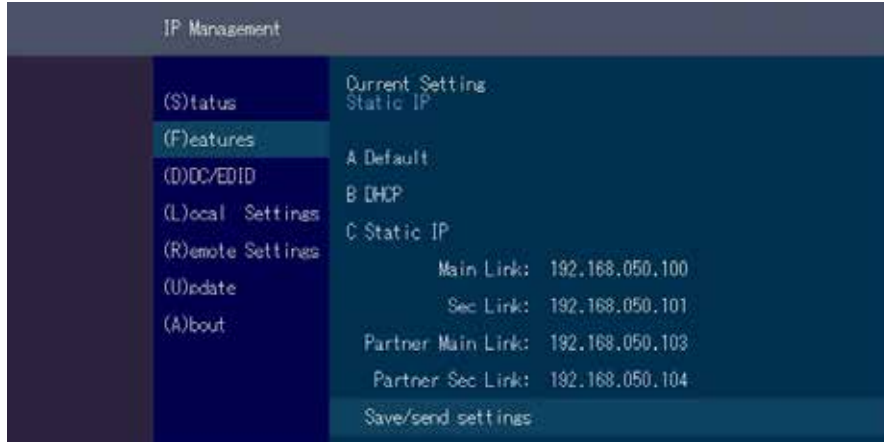 IP Management
(S)tatus
(F)eatures
(D)DC/EDID
(L)ocal Settings
(R)emote Settings
(U)pdate
(A)bout
Current Setting
Static IP
A Default
B DHCP
C Static IP
Main Link: 192.168.050.100
Sec Link: 192.168.050.101
Partner Main Link: 192.168.050.103
Partner Sec Link: 192.168.050.104
Save/send settings